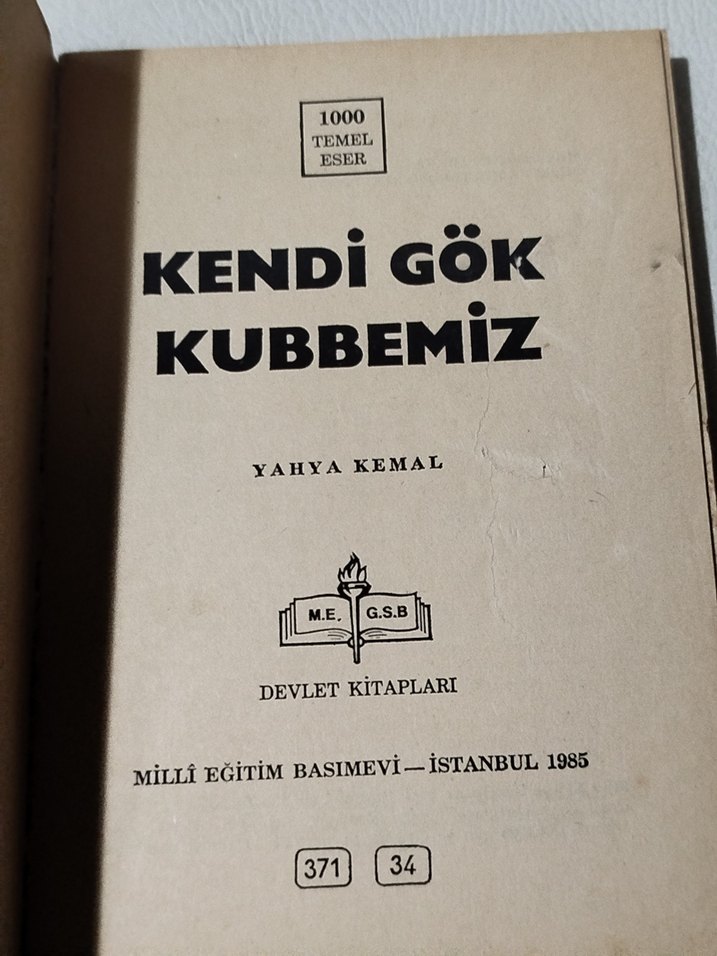 1000
TEMEL
ESER
KENDİ GÖK
KUBBEMİZ
YAHYA KEMAL
M.E. G.S.B
DEVLET KİTAPLARI
MİLLÎ EĞİTİM BASIMEVİ — İSTANBUL 1985
371 34